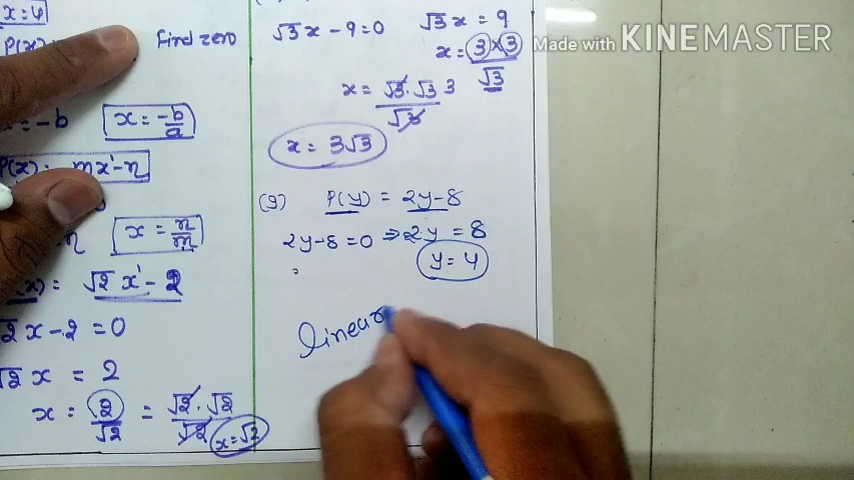 x=4
P(x)
Find zero
= -b x = -b/a
P(x) = mx¹-n
n x = n/m
(x) = √2 x¹ - 2
√2 x - 2 = 0
√2 x = 2
x = 2/√2 = √2·√2/√2 x=√2
√3 x - 9 = 0 √3 x = 9
x = 3×3/√3
x = √3·√3 3/√3
x = 3√3
(9) P(y) = 2y-8
2y-8 = 0 ⇒ 2y = 8
y = 4
linear
Made with KINEMASTER